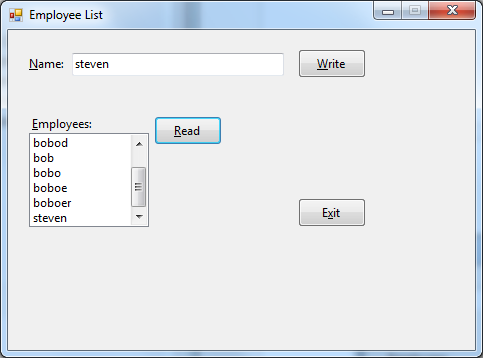 Employee List
Name: steven Write
Employees: Read
bobod
bob
bobo
boboe
boboer
steven
Exit